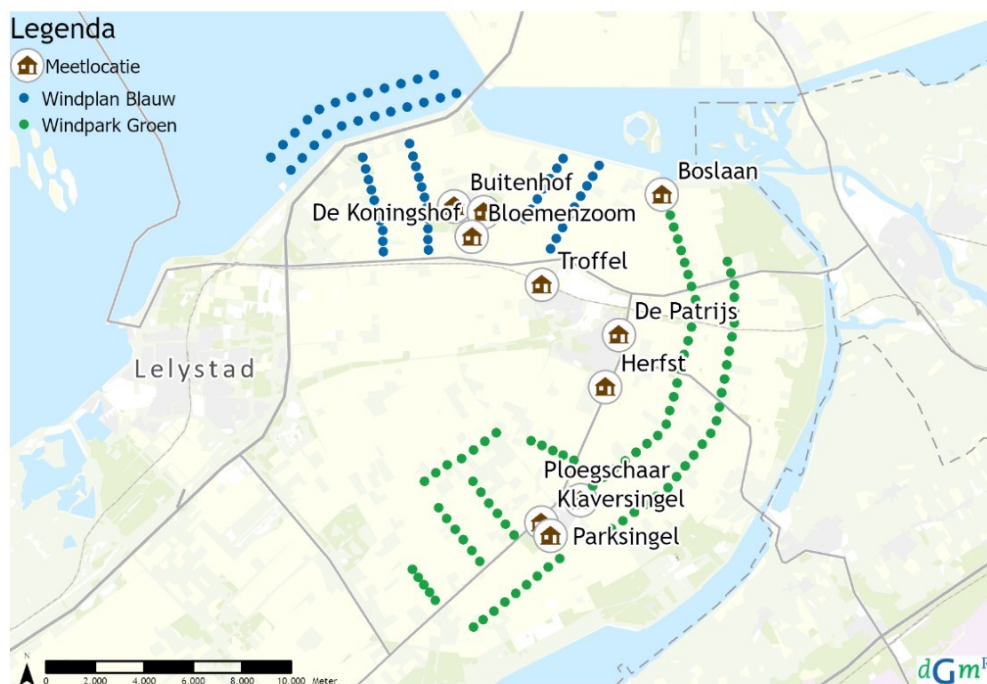 Legenda
Meetlocatie
Windplan Blauw
Windpark Groen
Boslaan
Buitenhof
De Koningshof
Bloemenzoom
Troffel
De Patrijs
Lelystad
Herfst
Ploegschaar
Klaversingel
Parksingel
N
0 2.000 4.000 6.000 8.000 10.000 Meter
dGmR